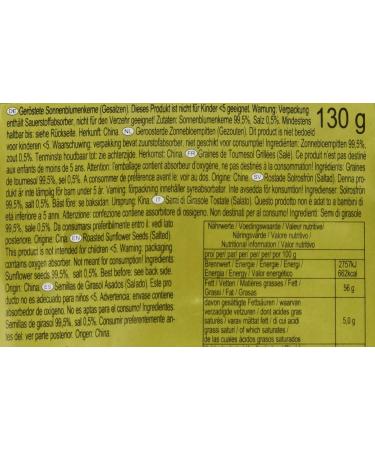 DE Geröstete Sonnenblumenkerne (Gesalzen). Dieses Produkt ist nicht für Kinder <5 geeignet. Warnung: Verpackung
enthält Sauerstoffabsorber, nicht für den Verzehr geeignet! Zutaten: Sonnenblumenkerne 99,5%, Salz 0,5%. Mindestens
haltbar bis: siehe Rückseite. Herkunft: China. NL Geroosterde Zonnebloempitten (Gezouten). Dit product is niet bedoeld
voor kinderen <5. Waarschuwing: verpakking bevat zuurstofabsorber, niet voor consumptie! Ingrediënten: Zonnebloempitten 99,5%,
zout 0,5%. Tenminste houdbaar tot: zie achterzijde. Herkomst: China. FR Graines de Tournesol Grillées (Salé). Ce produit n'est pas destiné
aux enfants de moins de 5 ans. Attention: l'emballage contient absorbeur d'oxygène. Ne convient pas à la consommation! Ingrédients: Graines
de tournesol 99,5%, sel 0,5%. A consommer de préférence avant le: voir au dos. Origine: Chine. SV Rostade Solrosfrön (Saltad). Denna produkt
är inte lämplig för barn under 5 år. Varning: förpackning innehåller syreabsorbator. Inte avsedd för konsumtion! Ingredienser: Solrosfrön
99,5%, salt 0,5%. Bäst före: se baksidan. Ursprung: Kina. IT Semi di Girasole Tostate (Salato). Questo prodotto non è adatto a bambini di
età inferiore a 5 anni. Attenzione: confezione contiene assorbitore di ossigeno. Non destinati per il consumo! Ingredienti: Semi di girasole
99,5%, sale 0,5%. Da consumarsi preferibilmente entro il: vedi lato
posteriore. Origine: Cina. EN Roasted Sunflower Seeds (Salted).
This product is not intended for children <5. Warning: packaging
contains oxygen absorber. Not meant for consumption! Ingredients:
Sunflower seeds 99,5%, salt 0,5%. Best before: see back side.
Origin: China. ES Semillas de Girasol Asados (Salado). Este pro
ducto no es adecuado para niños <5. Advertencia: envase contiene
absorbedor de oxígeno. No es aptas para el consumo! Ingredientes:
Semillas de girasol 99,5%, sal 0,5%. Consumir preferentemente an-
tes del: ver parte trasera. Origen: China.
130 g
Nährwerte / Voedingswaarde / Valeur nutritive/
Näringsvärde / Valori nutritivi/
Nutritional information / Valor nutritivo
pro/ per/ par/ per/ per/ per/ por 100 g
Brennwert / Energie / Énergie / Energi / 2757kJ
Energia / Energy / Valor energético 662kcal
Fett / Vetten / Matières grasses / Fett / 56 g
Grassi / Fat / Grasas
davon gesättigte Fettsäuren / waarvan
verzadigde vetzuren / dont acides gras 5,0 g
saturés / varav mättat fett / di cui acidi
grassi saturi / of which saturates /
de las cuales ácidos grasos saturados